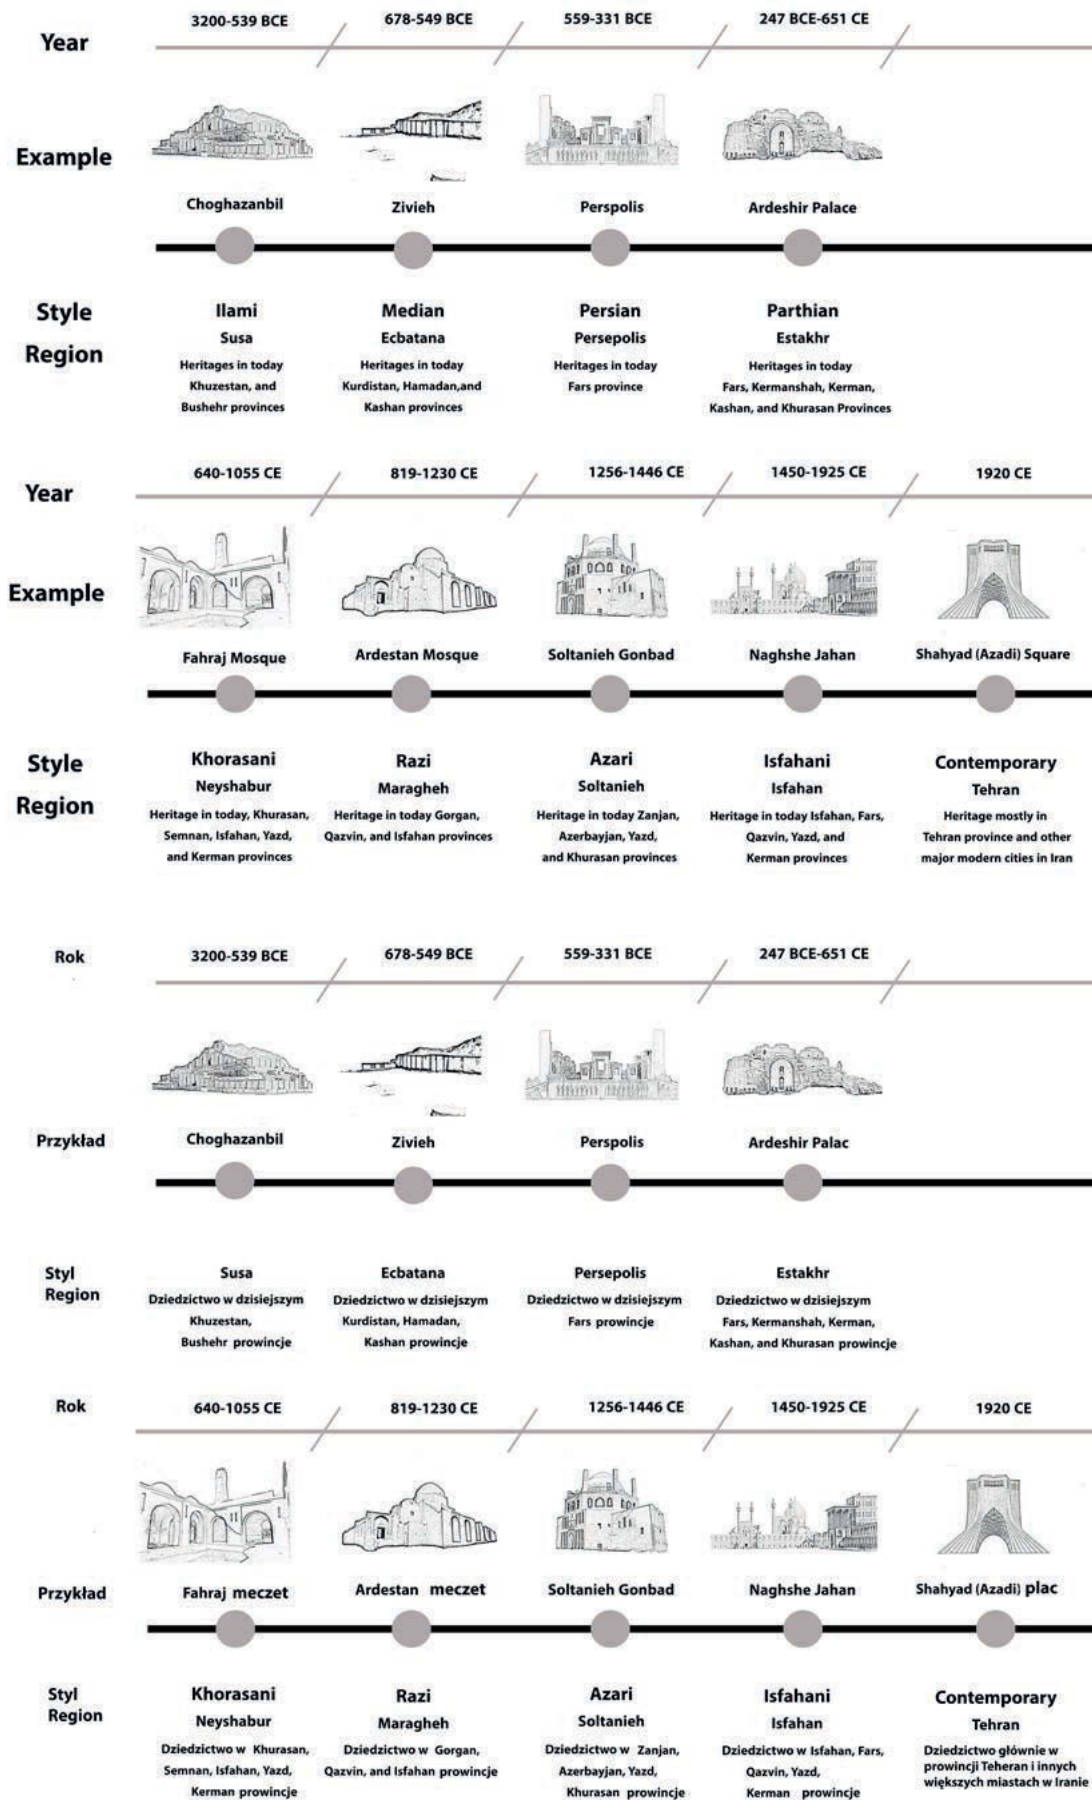 Year
3200-539 BCE
678-549 BCE
559-331 BCE
247 BCE-651 CE
Example
Choghazanbil
Zivieh
Perspolis
Ardeshir Palace
Style
Region
Ilami
Susa
Heritages in today
Khuzestan, and
Bushehr provinces
Median
Ecbatana
Heritages in today
Kurdistan, Hamadan,and
Kashan provinces
Persian
Persepolis
Heritages in today
Fars province
Parthian
Estakhr
Heritages in today
Fars, Kermanshah, Kerman,
Kashan, and Khurasan Provinces
Year
640-1055 CE
819-1230 CE
1256-1446 CE
1450-1925 CE
1920 CE
Example
Fahraj Mosque
Ardestan Mosque
Soltanieh Gonbad
Naghshe Jahan
Shahyad (Azadi) Square
Style
Region
Khorasani
Neyshabur
Heritage in today, Khurasan,
Semnan, Isfahan, Yazd,
and Kerman provinces
Razi
Maragheh
Heritage in today Gorgan,
Qazvin, and Isfahan provinces
Azari
Soltanieh
Heritage in today Zanjan,
Azerbayjan, Yazd,
and Khurasan provinces
Isfahani
Isfahan
Heritage in today Isfahan, Fars,
Qazvin, Yazd, and
Kerman provinces
Contemporary
Tehran
Heritage mostly in
Tehran province and other
major modern cities in Iran
Rok
3200-539 BCE
678-549 BCE
559-331 BCE
247 BCE-651 CE
Przykład
Choghazanbil
Zivieh
Perspolis
Ardeshir Palac
Styl
Region
Susa
Dziedzictwo w dzisiejszym
Khuzestan,
Bushehr prowincje
Ecbatana
Dziedzictwo w dzisiejszym
Kurdistan, Hamadan,
Kashan prowincje
Persepolis
Dziedzictwo w dzisiejszym
Fars prowincje
Estakhr
Dziedzictwo w dzisiejszym
Fars, Kermanshah, Kerman,
Kashan, and Khurasan prowincje
Rok
640-1055 CE
819-1230 CE
1256-1446 CE
1450-1925 CE
1920 CE
Przykład
Fahraj meczet
Ardestan meczet
Soltanieh Gonbad
Naghshe Jahan
Shahyad (Azadi) plac
Styl
Region
Khorasani
Neyshabur
Dziedzictwo w Khurasan,
Semnan, Isfahan, Yazd,
Kerman prowincje
Razi
Maragheh
Dziedzictwo w Gorgan,
Qazvin, and Isfahan prowincje
Azari
Soltanieh
Dziedzictwo w Zanjan,
Azerbayjan, Yazd,
Khurasan prowincje
Isfahani
Isfahan
Dziedzictwo w Isfahan, Fars,
Qazvin, Yazd,
Kerman prowincje
Contemporary
Tehran
Dziedzictwo głównie w
prowincji Teheran i innych
większych miastach w Iranie